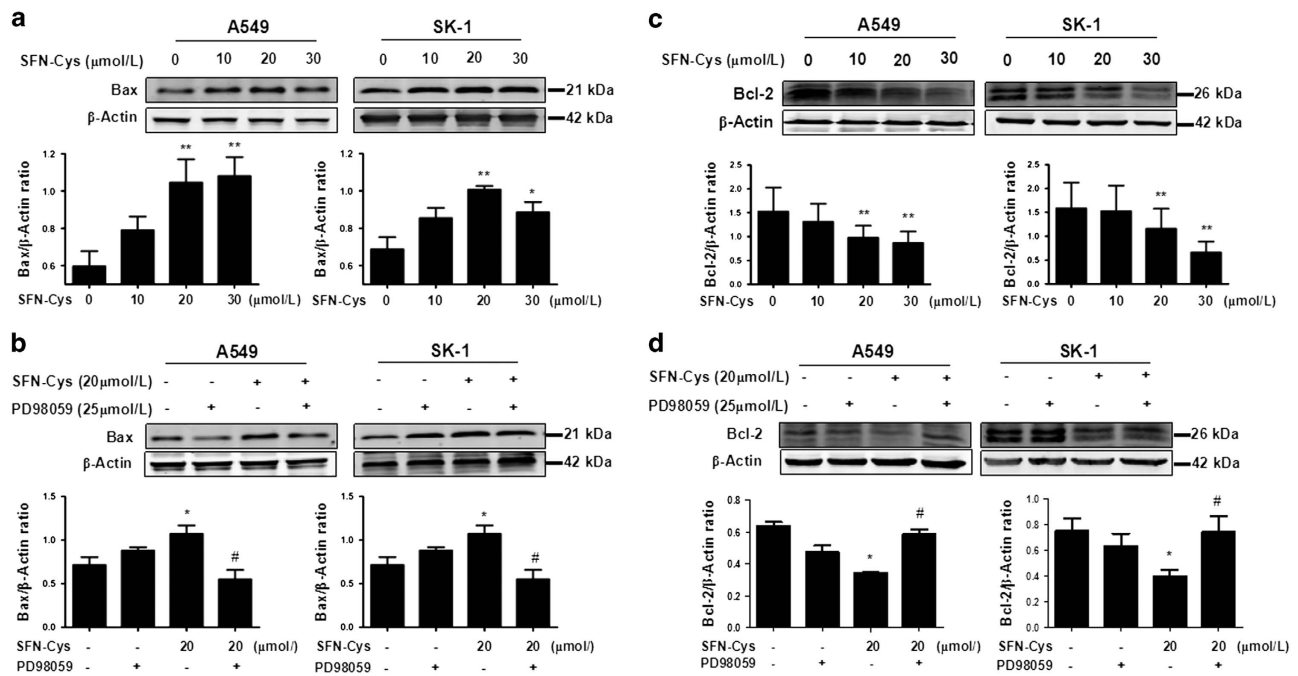 a
A549 SK-1
SFN-Cys (μmol/L) 0 10 20 30 0 10 20 30
Bax 21 kDa
β-Actin 42 kDa
Bax/β-Actin ratio
1.2
1.0
0.8
0.6
** **
SFN-Cys 0 10 20 30 (μmol/L)
Bax/β-Actin ratio
1.2
1.0
0.8
0.6
** *
SFN-Cys 0 10 20 30 (μmol/L)
b
A549 SK-1
SFN-Cys (20μmol/L) - - + + - - + +
PD98059 (25μmol/L) - + - + - + - +
Bax 21 kDa
β-Actin 42 kDa
Bax/β-Actin ratio
1.5
1.0
0.5
0.0
* #
SFN-Cys - - 20 20 (μmol/)
PD98059 - + - +
Bax/β-Actin ratio
1.5
1.0
0.5
0.0
* #
SFN-Cys - - 20 20 (μmol/L)
PD98059 - + - +
c
A549 SK-1
SFN-Cys (μmol/L) 0 10 20 30 0 10 20 30
Bcl-2 26 kDa
β-Actin 42 kDa
Bcl-2/β-Actin ratio
2.5
2.0
1.5
1.0
0.5
0.0
** **
SFN-Cys 0 10 20 30 (μmol/L)
Bcl-2/β-Actin ratio
2.5
2.0
1.5
1.0
0.5
0.0
** **
SFN-Cys 0 10 20 30 (μmol/L)
d
A549 SK-1
SFN-Cys (20μmol/L) - - + + - - + +
PD98059 (25μmol/L) - + - + - + - +
Bcl-2 26 kDa
β-Actin 42 kDa
Bcl-2/β-Actin ratio
0.8
0.6
0.4
0.2
0.0
* #
SFN-Cys - - 20 20 (μmol/L)
PD98059 - + - +
Bcl-2/β-Actin ratio
1.0
0.8
0.6
0.4
0.2
0.0
* #
SFN-Cys - - 20 20 (μmol/L)
PD98059 - + - +